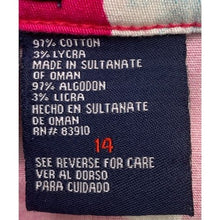 97% COTTON
3% LYCRA
MADE IN SULTANATE
OF OMAN
97% ALGODON
3% LICRA
HECHO EN SULTANATE
DE OMAN
RN# 83910
14
SEE REVERSE FOR CARE
VER AL DORSO
PARA CUIDADO